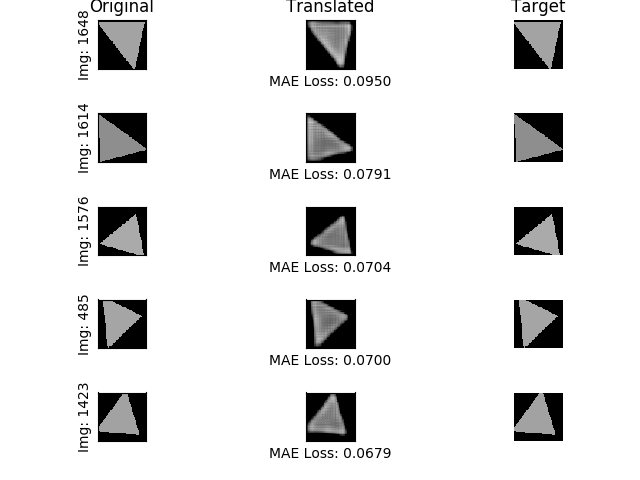 Original Translated Target
Img: 1648
MAE Loss: 0.0950
Img: 1614
MAE Loss: 0.0791
Img: 1576
MAE Loss: 0.0704
Img: 485
MAE Loss: 0.0700
Img: 1423
MAE Loss: 0.0679